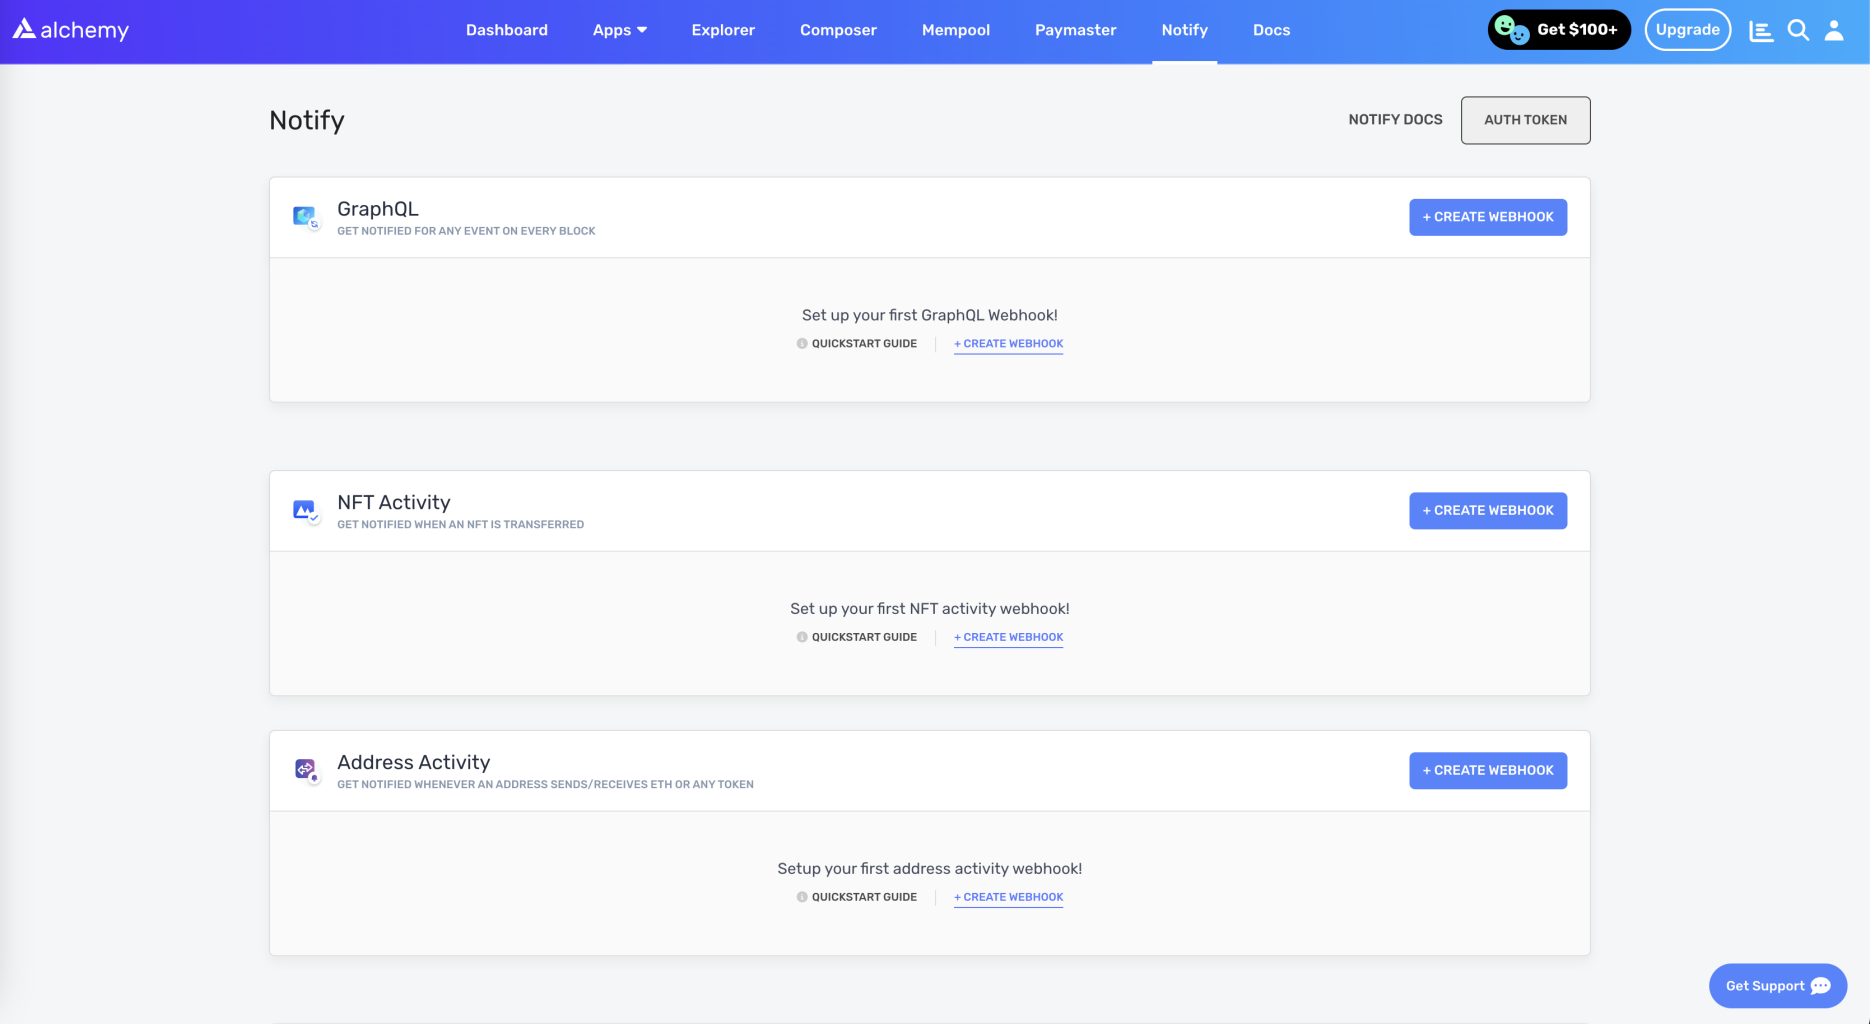 alchemy
Dashboard Apps Explorer Composer Mempool Paymaster Notify Docs
Get $100+ Upgrade
Notify
NOTIFY DOCS AUTH TOKEN
GraphQL
GET NOTIFIED FOR ANY EVENT ON EVERY BLOCK
+ CREATE WEBHOOK
Set up your first GraphQL Webhook!
QUICKSTART GUIDE + CREATE WEBHOOK
NFT Activity
GET NOTIFIED WHEN AN NFT IS TRANSFERRED
+ CREATE WEBHOOK
Set up your first NFT activity webhook!
QUICKSTART GUIDE + CREATE WEBHOOK
Address Activity
GET NOTIFIED WHENEVER AN ADDRESS SENDS/RECEIVES ETH OR ANY TOKEN
+ CREATE WEBHOOK
Setup your first address activity webhook!
QUICKSTART GUIDE + CREATE WEBHOOK
Get Support